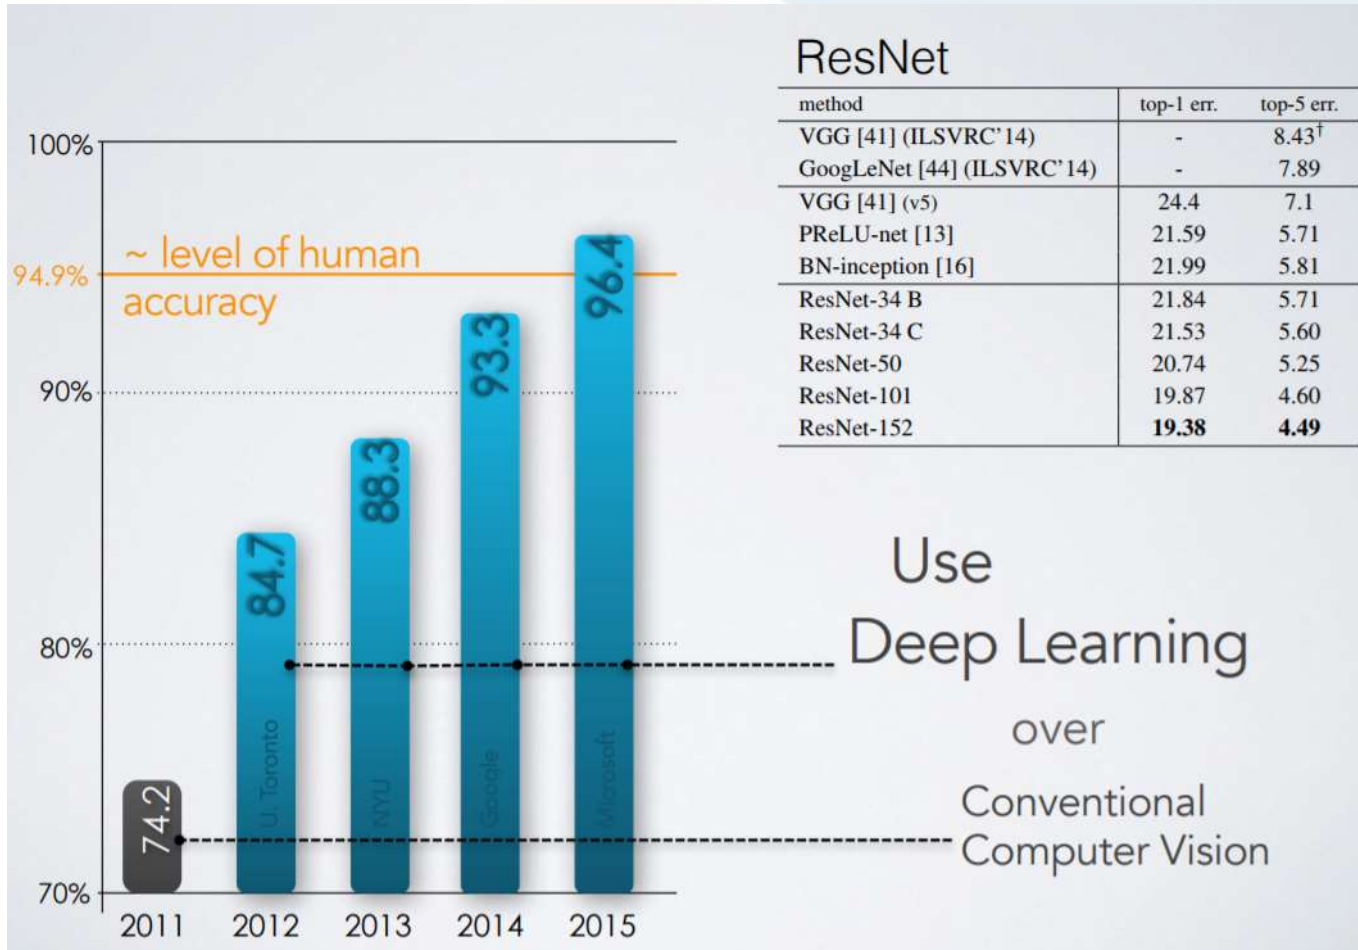 ResNet
method top-1 err. top-5 err.
VGG [41] (ILSVRC'14) - 8.43†
GoogLeNet [44] (ILSVRC'14) - 7.89
VGG [41] (v5) 24.4 7.1
PReLU-net [13] 21.59 5.71
BN-inception [16] 21.99 5.81
ResNet-34 B 21.84 5.71
ResNet-34 C 21.53 5.60
ResNet-50 20.74 5.25
ResNet-101 19.87 4.60
ResNet-152 19.38 4.49
100%
94.9%
90%
80%
70%
~ level of human
accuracy
74.2
84.7
88.3
93.3
96.4
U. Toronto
NYU
Google
Microsoft
2011 2012 2013 2014 2015
Use
Deep Learning
over
Conventional
Computer Vision